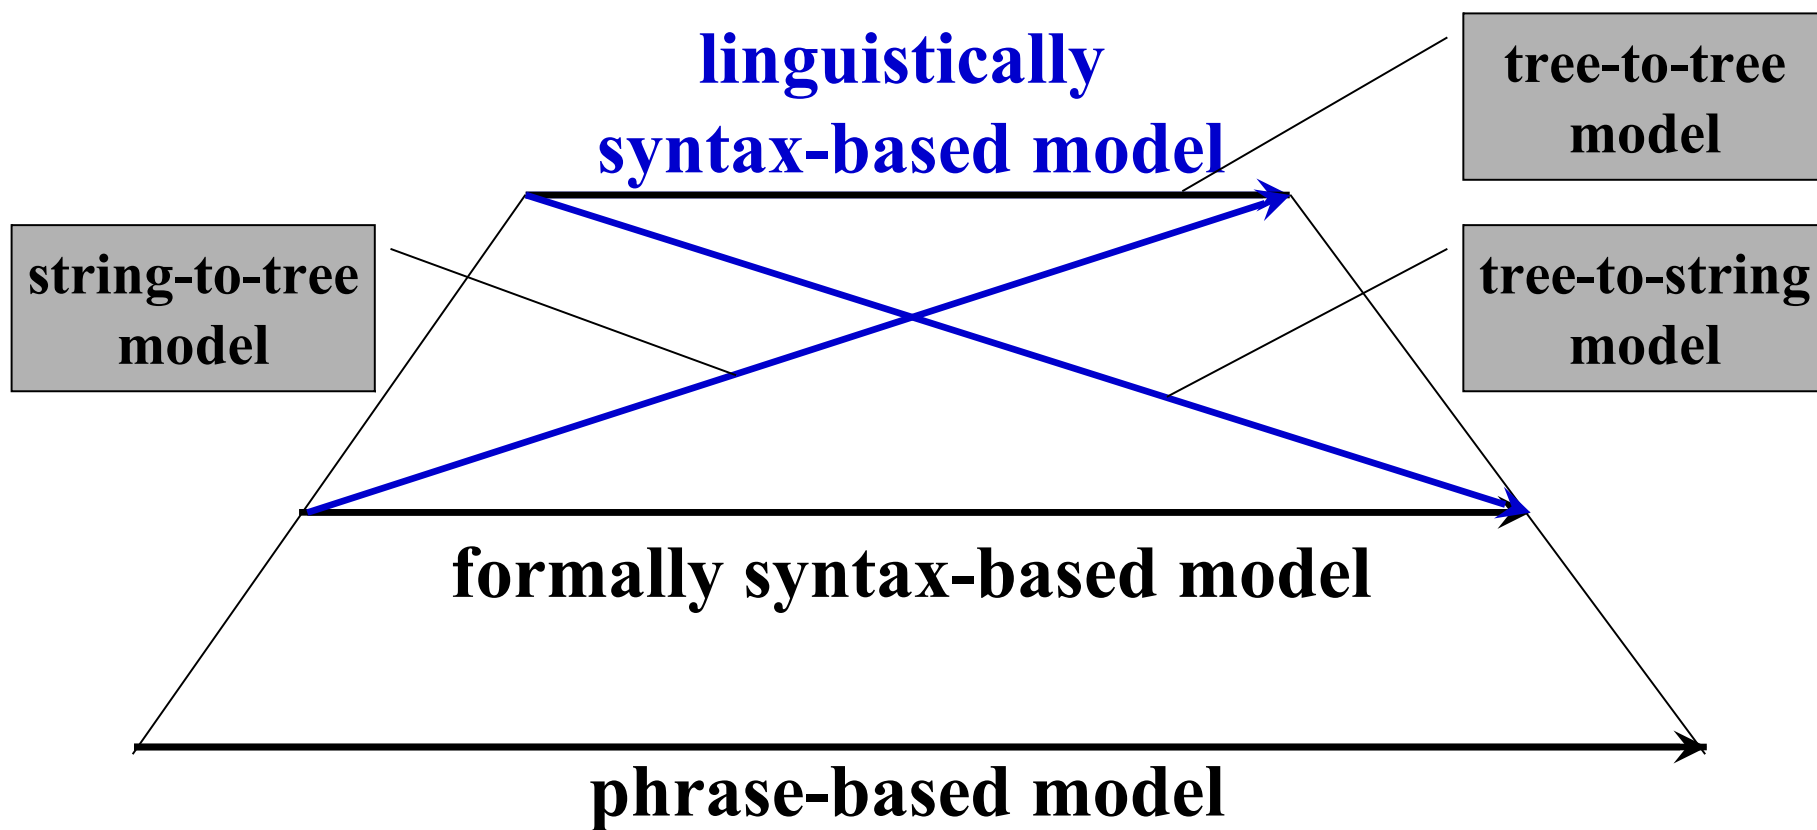 linguistically
syntax-based model
tree-to-tree
model
string-to-tree
model
tree-to-string
model
formally syntax-based model
phrase-based model